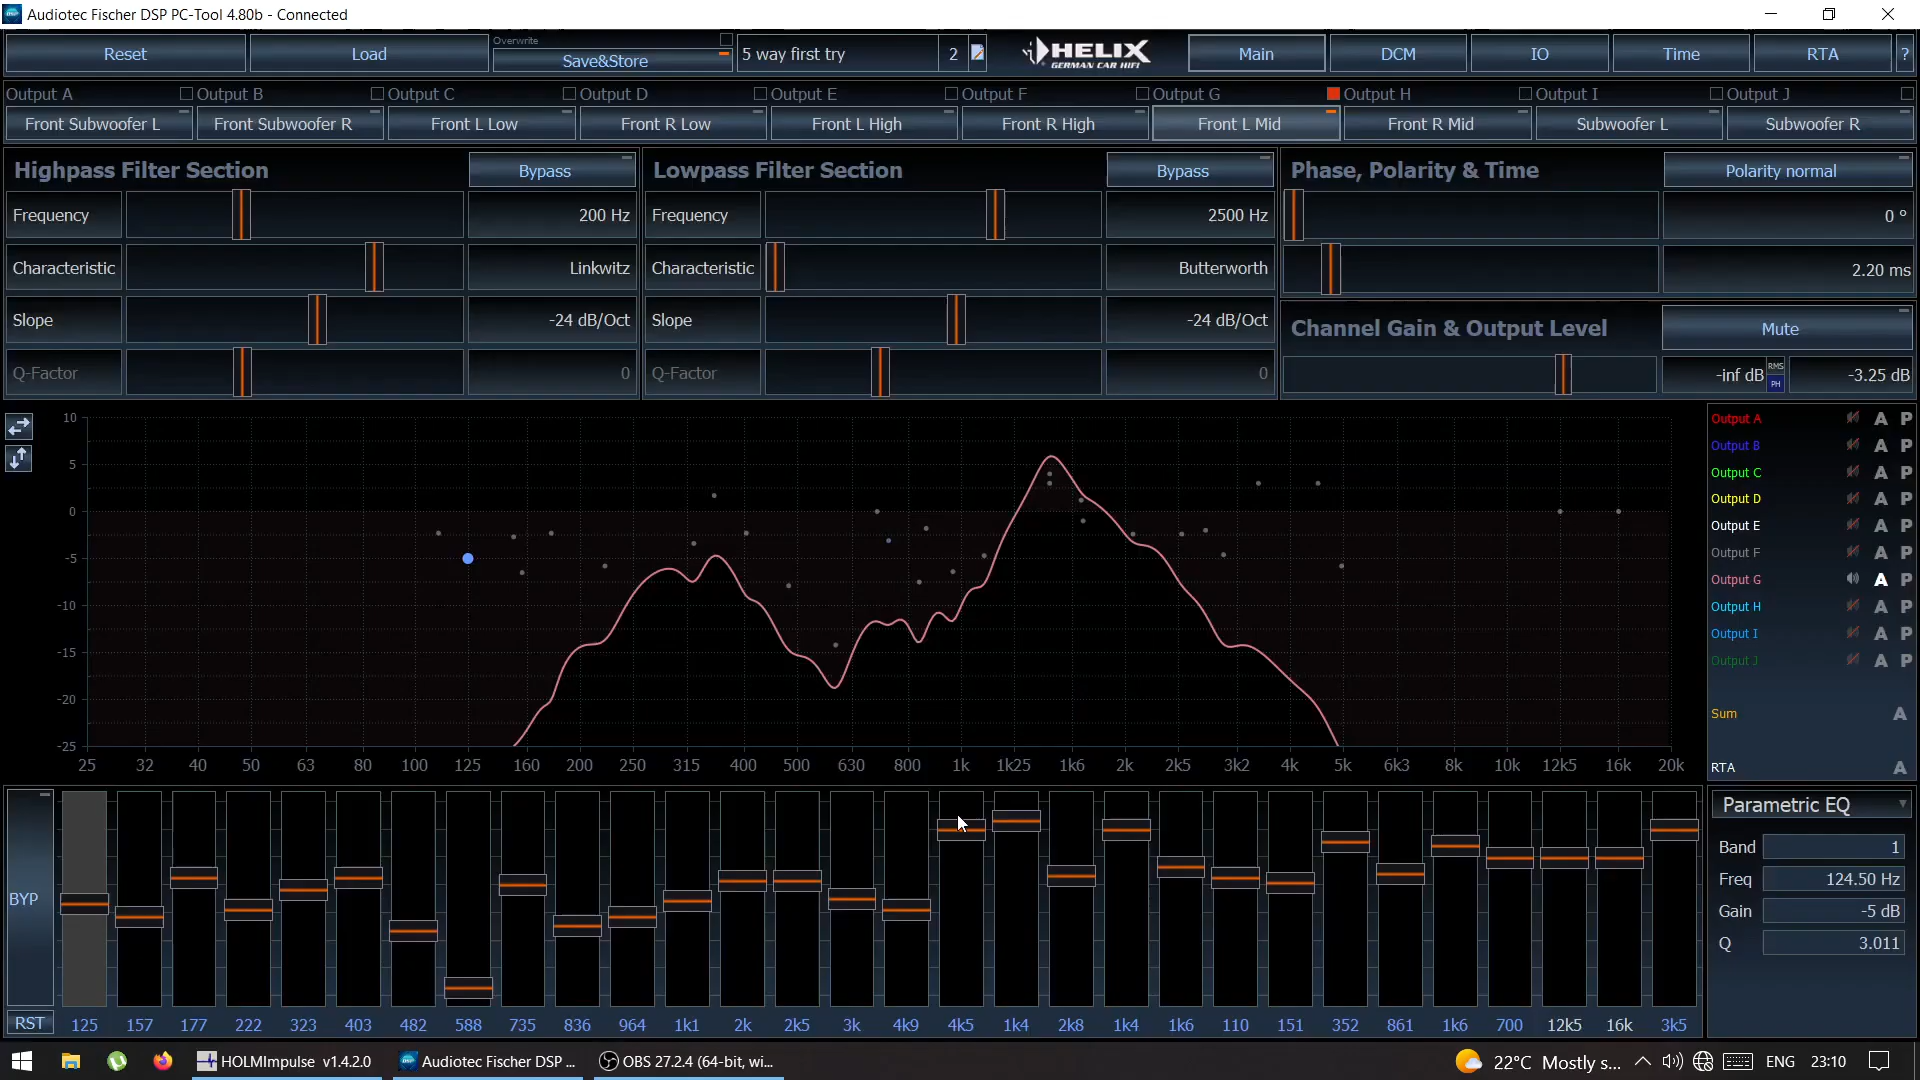 Audiotec Fischer DSP PC-Tool 4.80b - Connected
Reset Load Overwrite Save&Store 5 way first try 2 HELIX GERMAN CAR HIFI Main DCM IO Time RTA ?
Output A Output B Output C Output D Output E Output F Output G Output H Output I Output J
Front Subwoofer L Front Subwoofer R Front L Low Front R Low Front L High Front R High Front L Mid Front R Mid Subwoofer L Subwoofer R
Highpass Filter Section Bypass Lowpass Filter Section Bypass Phase, Polarity & Time Polarity normal
Frequency 200 Hz Frequency 2500 Hz 0 °
Characteristic Linkwitz Characteristic Butterworth 2.20 ms
Slope -24 dB/Oct Slope -24 dB/Oct Channel Gain & Output Level Mute
Q-Factor 0 Q-Factor 0 -inf dB RMS PH -3.25 dB
10
5
0
-5
-10
-15
-20
-25
25 32 40 50 63 80 100 125 160 200 250 315 400 500 630 800 1k 1k25 1k6 2k 2k5 3k2 4k 5k 6k3 8k 10k 12k5 16k 20k
Output A A P
Output B A P
Output C A P
Output D A P
Output E A P
Output F A P
Output G A P
Output H A P
Output I A P
Output J A P
Sum A
RTA A
BYP
RST 125 157 177 222 323 403 482 588 735 836 964 1k1 2k 2k5 3k 4k9 4k5 1k4 2k8 1k4 1k6 110 151 352 861 1k6 700 12k5 16k 3k5
Parametric EQ
Band 1
Freq 124.50 Hz
Gain -5 dB
Q 3.011
HOLMImpulse v1.4.2.0 Audiotec Fischer DSP ... OBS 27.2.4 (64-bit, wi... 22°C Mostly s... ENG 23:10